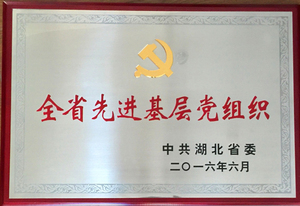 全省先进基层党组织
中共湖北省委
二〇一六年六月